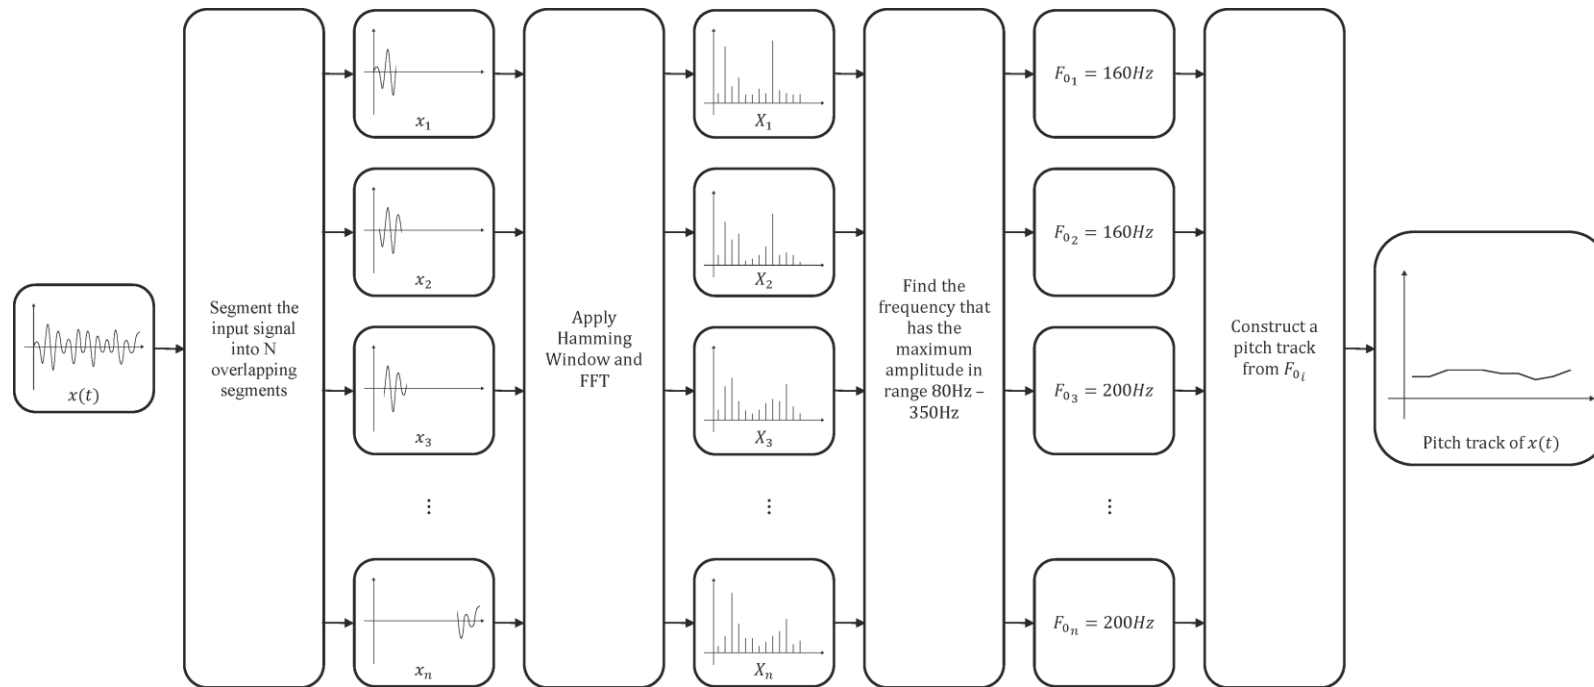 x(t)
Segment the
input signal
into N
overlapping
segments
x₁
x₂
x₃
⋮
xₙ
Apply
Hamming
Window and
FFT
X₁
X₂
X₃
⋮
Xₙ
Find the
frequency that
has the
maximum
amplitude in
range 80Hz –
350Hz
F₀₁ = 160Hz
F₀₂ = 160Hz
F₀₃ = 200Hz
⋮
F₀ₙ = 200Hz
Construct a
pitch track
from F₀ᵢ
Pitch track of x(t)